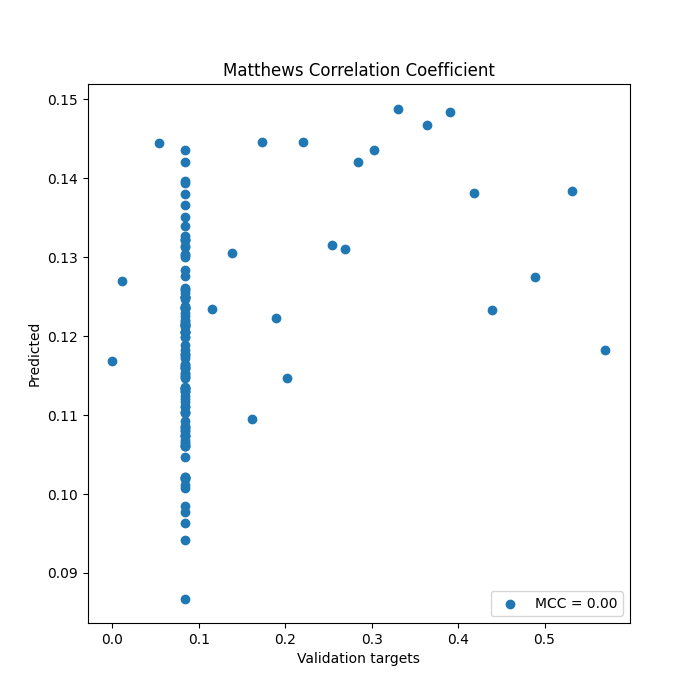 Matthews Correlation Coefficient
0.15
0.14
0.13
0.12
0.11
0.10
0.09
Predicted
MCC = 0.00
0.0 0.1 0.2 0.3 0.4 0.5
Validation targets